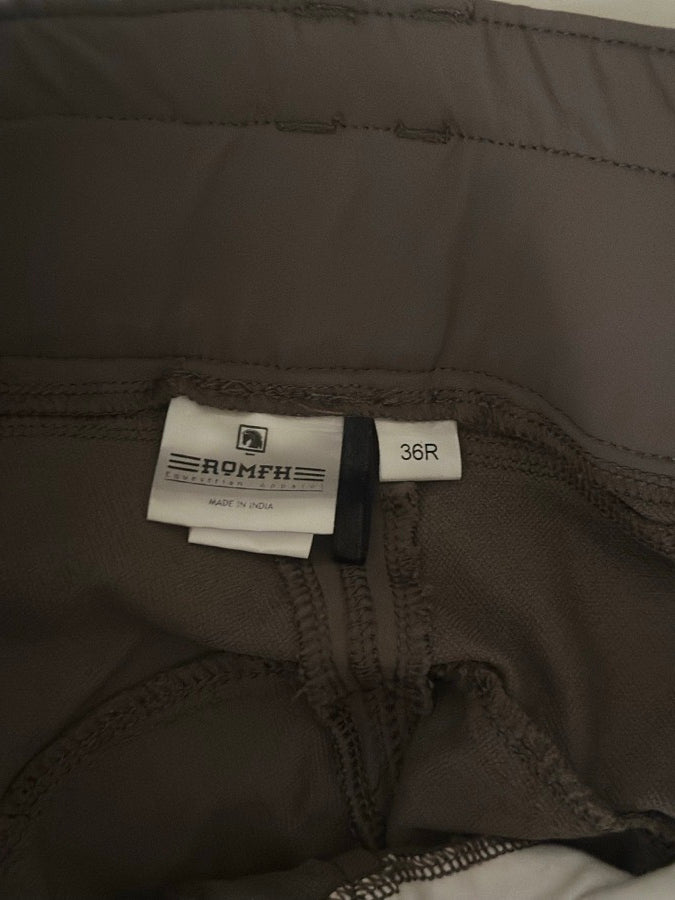 ROMFH
Equestrian Apparel
MADE IN INDIA
36R